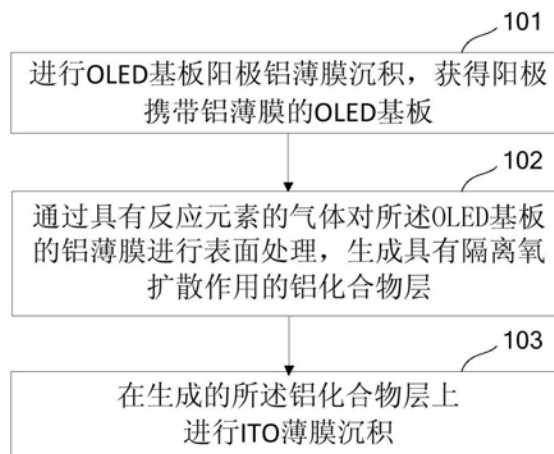 101
进行OLED基板阳极铝薄膜沉积，获得阳极
携带铝薄膜的OLED基板
102
通过具有反应元素的气体对所述OLED基板
的铝薄膜进行表面处理，生成具有隔离氧
扩散作用的铝化合物层
103
在生成的所述铝化合物层上
进行ITO薄膜沉积